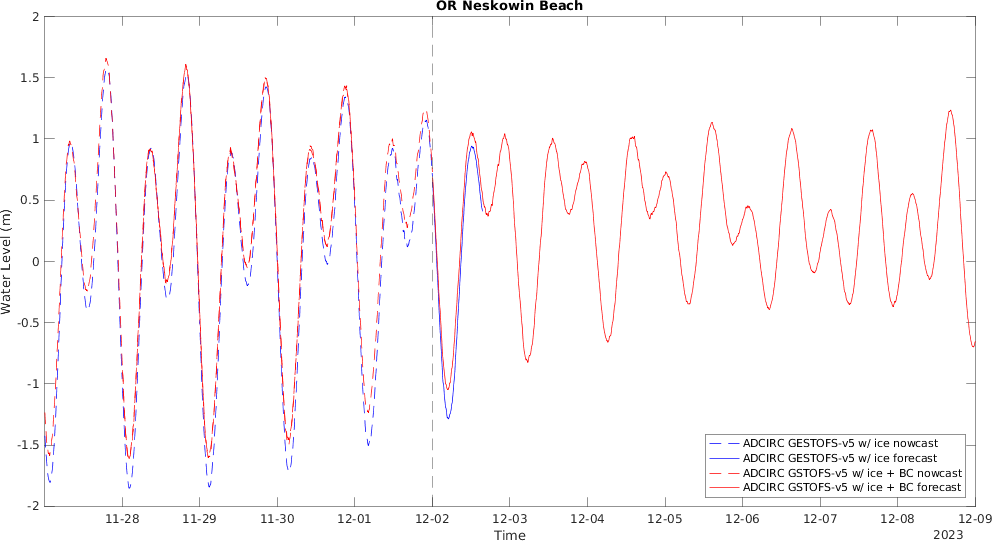 OR Neskowin Beach
2
1.5
1
0.5
0
-0.5
-1
-1.5
-2
Water Level (m)
ADCIRC GESTOFS-v5 w/ ice nowcast
ADCIRC GESTOFS-v5 w/ ice forecast
ADCIRC GSTOFS-v5 w/ ice + BC nowcast
ADCIRC GSTOFS-v5 w/ ice + BC forecast
11-28 11-29 11-30 12-01 12-02 12-03 12-04 12-05 12-06 12-07 12-08 12-09
Time
2023